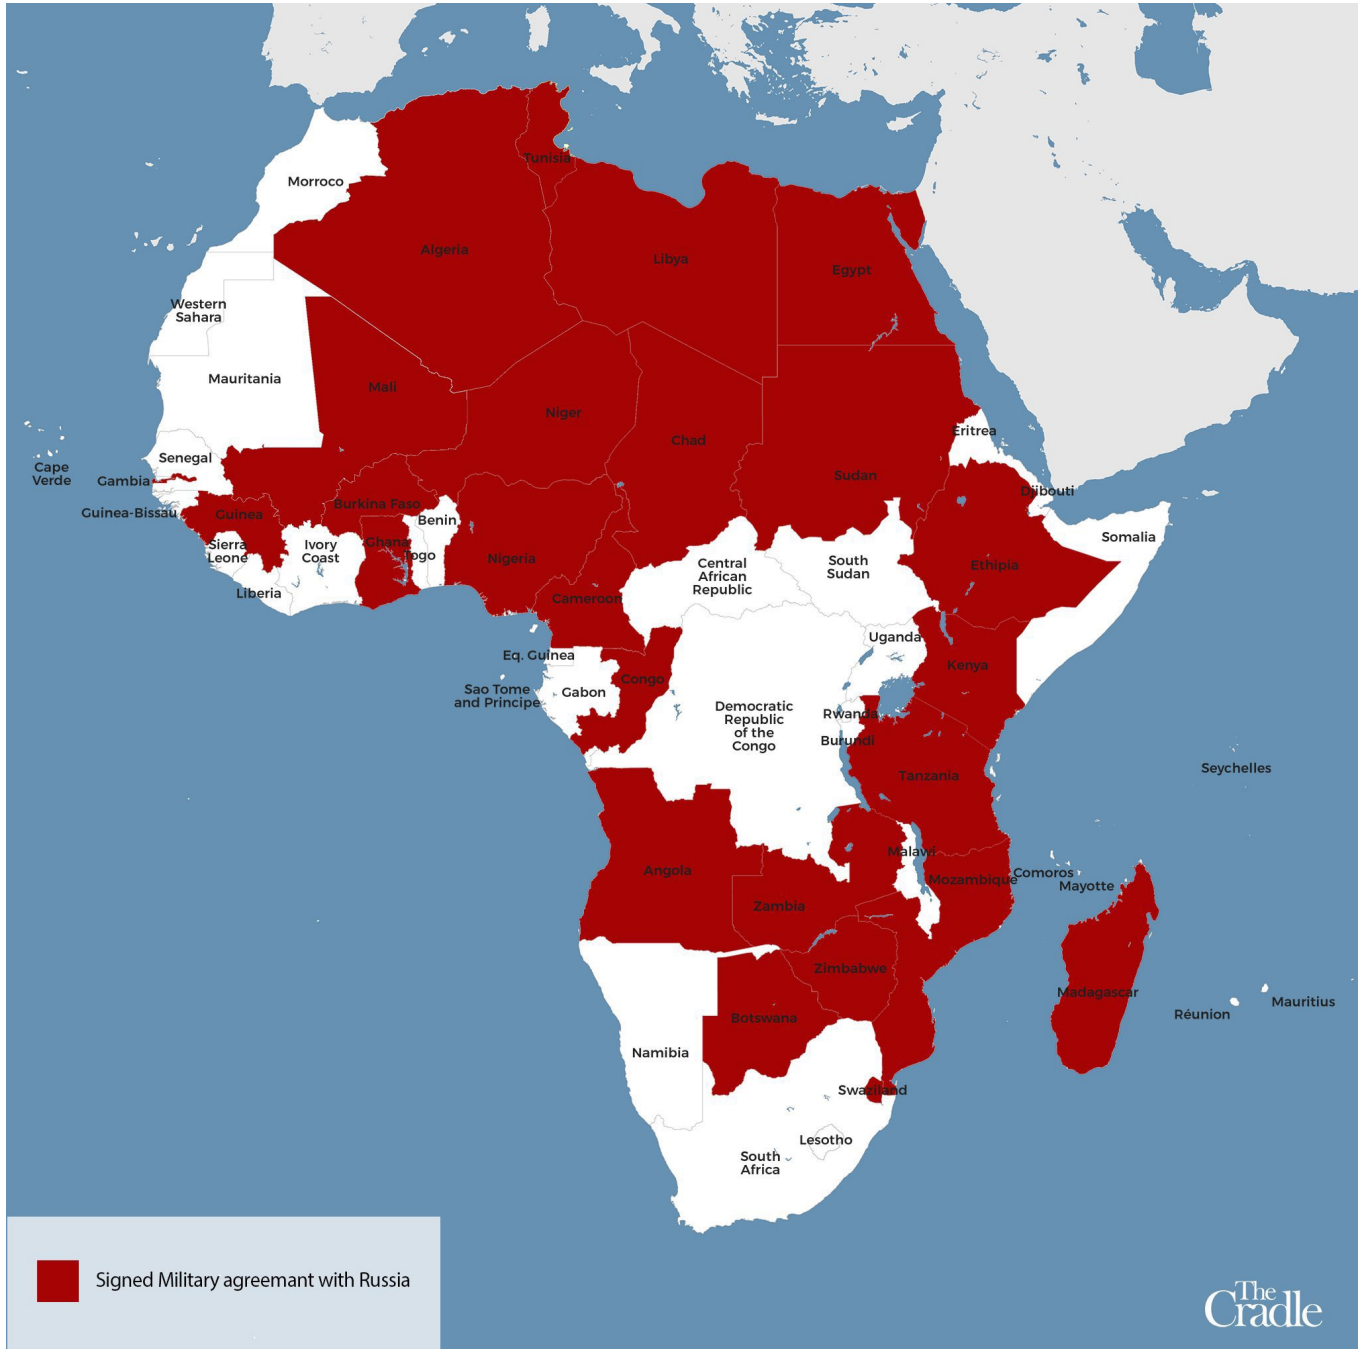 Tunisia
Morroco
Algeria
Libya
Egypt
Western
Sahara
Mauritania
Mali
Niger
Chad
Sudan
Eritrea
Djibouti
Cape
Verde
Senegal
Gambia
Guinea-Bissau
Guinea
Burkina Faso
Benin
Sierra
Leone
Ivory
Coast
Ghana
Togo
Nigeria
Liberia
Central
African
Republic
South
Sudan
Ethipia
Somalia
Cameroon
Uganda
Kenya
Eq. Guinea
Sao Tome
and Principe
Gabon
Congo
Democratic
Republic
of the
Congo
Rwanda
Burundi
Tanzania
Seychelles
Angola
Zambia
Malawi
Mozambique
Comoros
Mayotte
Zimbabwe
Madagascar
Réunion
Mauritius
Botswana
Namibia
Swaziland
Lesotho
South
Africa
Signed Military agreemant with Russia
The
Cradle